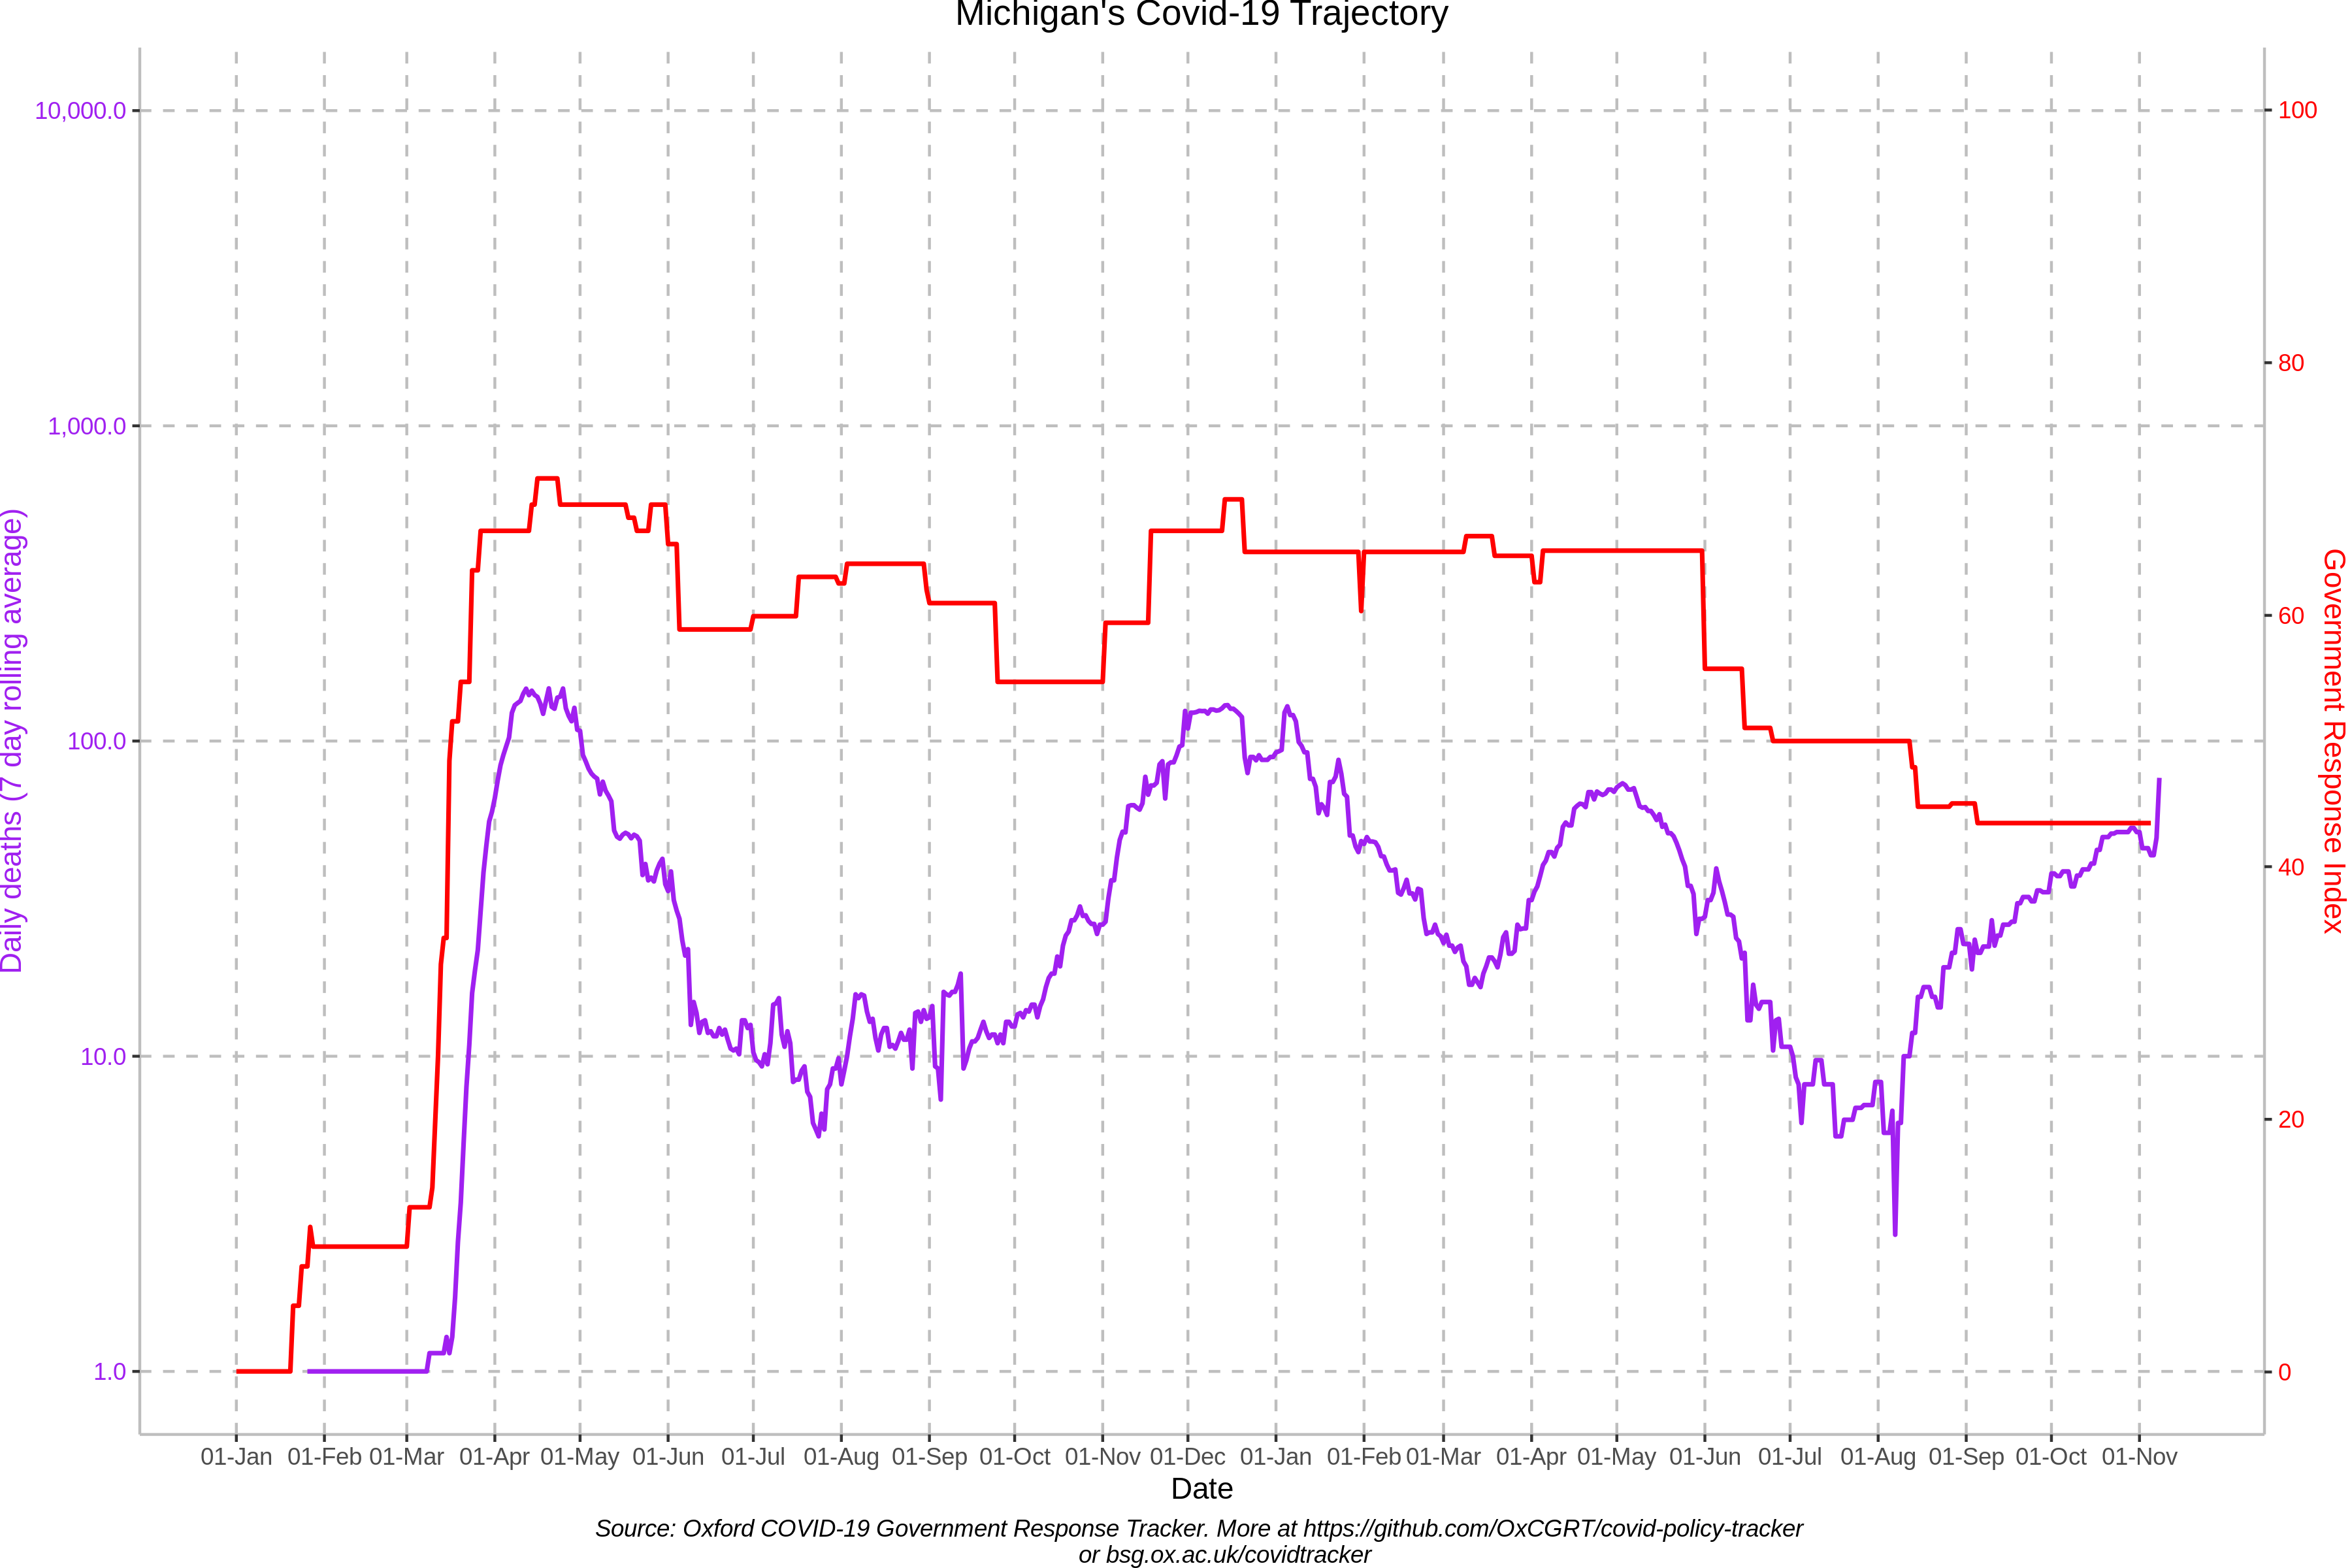 Michigan's Covid-19 Trajectory
10,000.0
1,000.0
100.0
10.0
1.0
Daily deaths (7 day rolling average)
100
80
60
40
20
0
Government Response Index
01-Jan 01-Feb 01-Mar 01-Apr 01-May 01-Jun 01-Jul 01-Aug 01-Sep 01-Oct 01-Nov 01-Dec 01-Jan 01-Feb 01-Mar 01-Apr 01-May 01-Jun 01-Jul 01-Aug 01-Sep 01-Oct 01-Nov
Date
Source: Oxford COVID-19 Government Response Tracker. More at https://github.com/OxCGRT/covid-policy-tracker
or bsg.ox.ac.uk/covidtracker